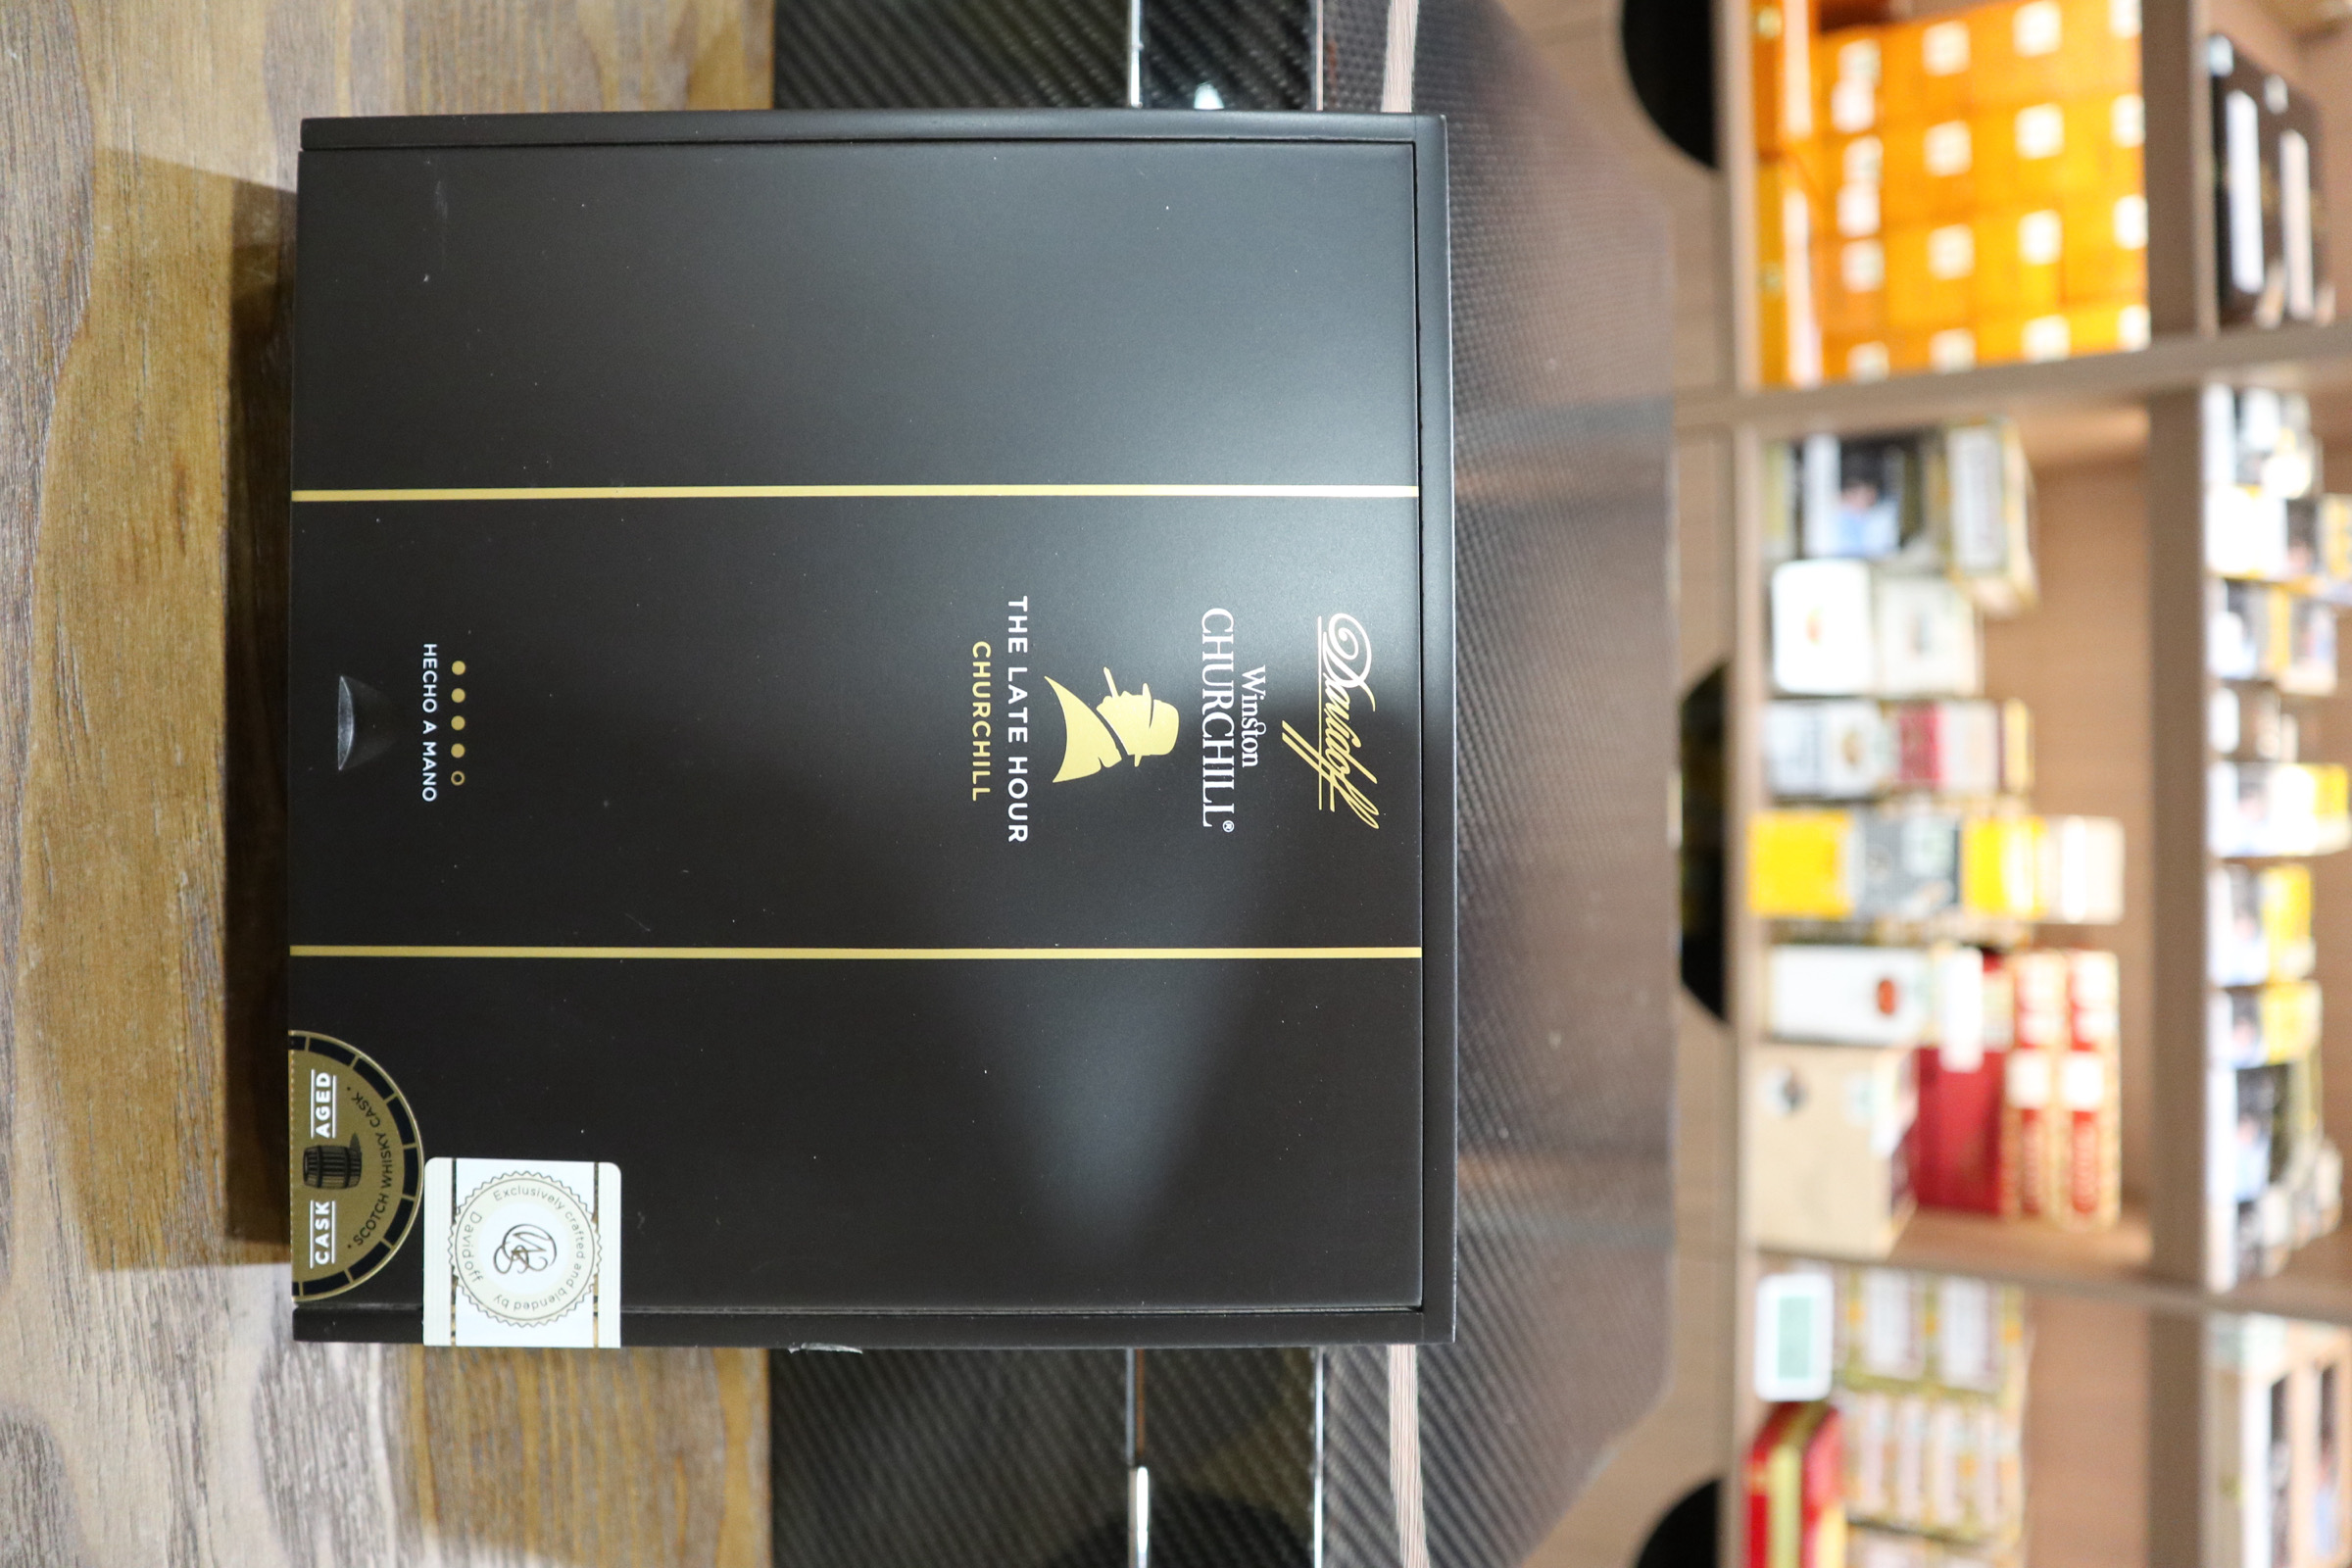 Davidoff
Winston
CHURCHILL®
THE LATE HOUR
CHURCHILL
HECHO A MANO
SCOTCH WHISKY CASK
CASK AGED
Exclusively crafted and blended by
Davidoff